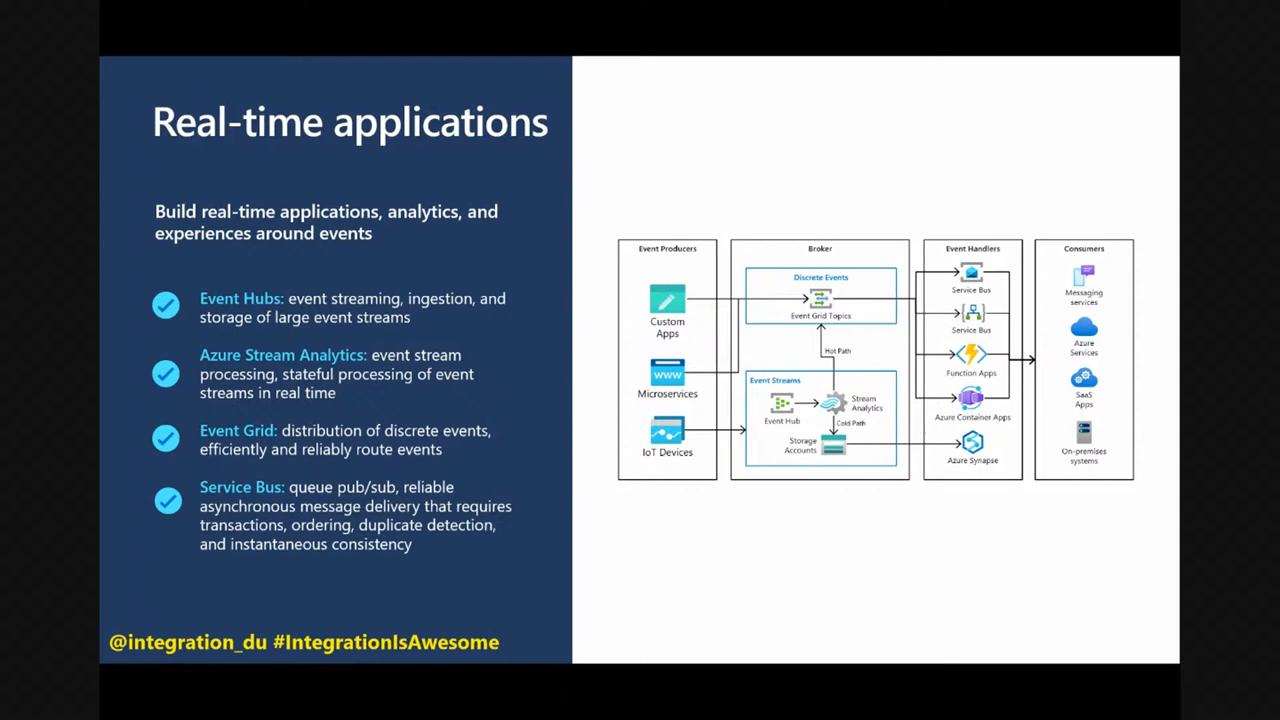 Real-time applications
Build real-time applications, analytics, and
experiences around events
Event Hubs: event streaming, ingestion, and
storage of large event streams
Azure Stream Analytics: event stream
processing, stateful processing of event
streams in real time
Event Grid: distribution of discrete events,
efficiently and reliably route events
Service Bus: queue pub/sub, reliable
asynchronous message delivery that requires
transactions, ordering, duplicate detection,
and instantaneous consistency
@integration_du #IntegrationIsAwesome
Event Producers
Custom
Apps
WWW
Microservices
IoT Devices
Broker
Discrete Events
Event Grid Topics
Hot Path
Event Streams
Event Hub
Stream
Analytics
Cold Path
Storage
Accounts
Event Handlers
Service Bus
Service Bus
Function Apps
Azure Container Apps
Azure Synapse
Consumers
Messaging
services
Azure
Services
SaaS
Apps
On-premises
systems